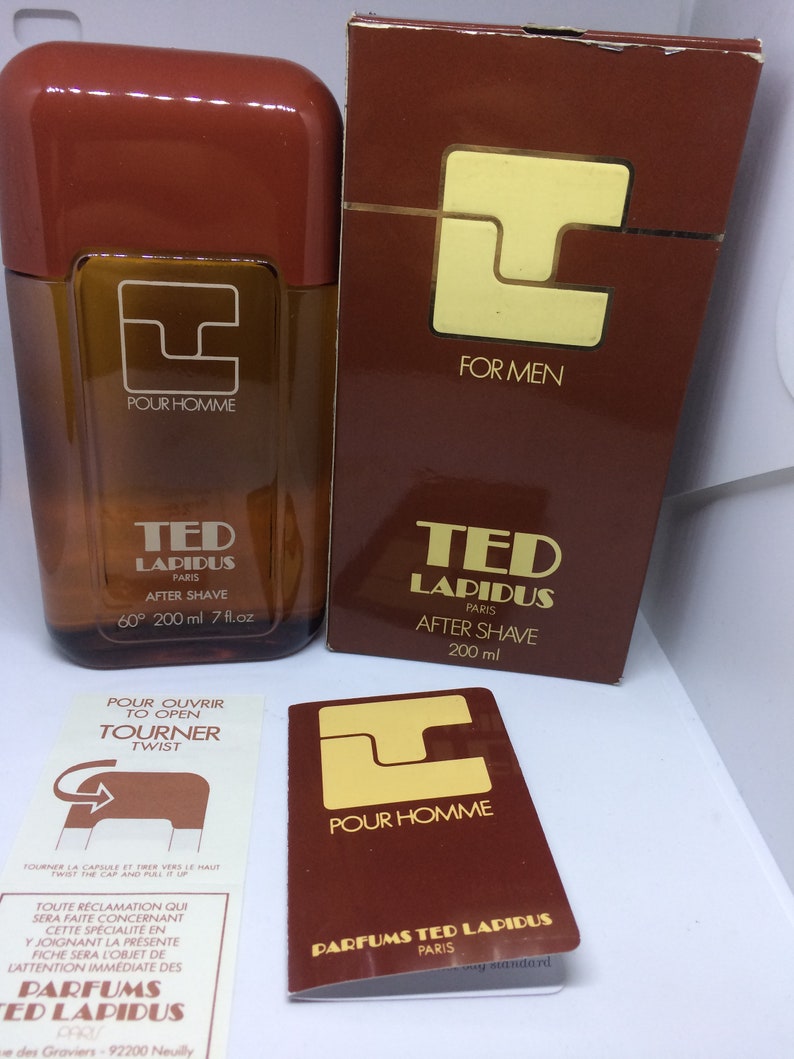 POUR HOMME
TED
LAPIDUS
PARIS
AFTER SHAVE
60° 200 ml 7 fl.oz
FOR MEN
TED
LAPIDUS
PARIS
AFTER SHAVE
200 ml
POUR OUVRIR
TO OPEN
TOURNER
TWIST
TOURNER LA CAPSULE ET TIRER VERS LE HAUT
TWIST THE CAP AND PULL IT UP
TOUTE RÉCLAMATION QUI
SERA FAITE CONCERNANT
CETTE SPÉCIALITÉ EN
Y JOIGNANT LA PRÉSENTE
FICHE SERA L'OBJET DE
L'ATTENTION IMMÉDIATE DES
PARFUMS
TED LAPIDUS
PARIS
des Graviers - 92200 Neuilly
POUR HOMME
PARFUMS TED LAPIDUS
PARIS
standard